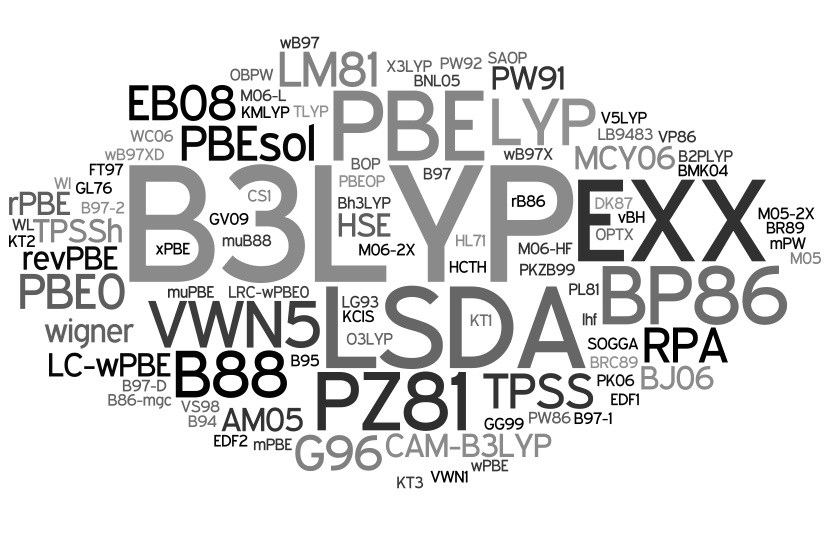 wB97
OBPW LM81 X3LYP PW92 SAOP
BNL05 PW91
EB08 M06-L
KMLYP TLYP PBE LYP V5LYP
WC06 PBEsol LB9483 VP86
wB97XD BOP wB97X MCY06 B2PLYP
FT97 PBEOP B97 BMK04
WI GL76 B3LYP CS1 Bh3LYP rB86 EXX DK87
rPBE B97-2 GV09 HSE vBH M05-2X
WL TPSSh muB88 HL71 OPTX BR89
KT2 xPBE M06-2X M06-HF mPW
revPBE HCTH PKZB99 M05
PBE0 muPBE LRC-wPBE0 PL81 BP86
wigner VWN5 LG93 LSDA KT1 lhf
KCIS
O3LYP SOGGA RPA
LC-wPBE B88 B95 BRC89
B97-D PZ81 TPSS PK06 BJ06
B86-mgc VS98 AM05 EDF1
B94 GG99 PW86 B97-1
EDF2 mPBE G96 CAM-B3LYP
wPBE
KT3 VWN1